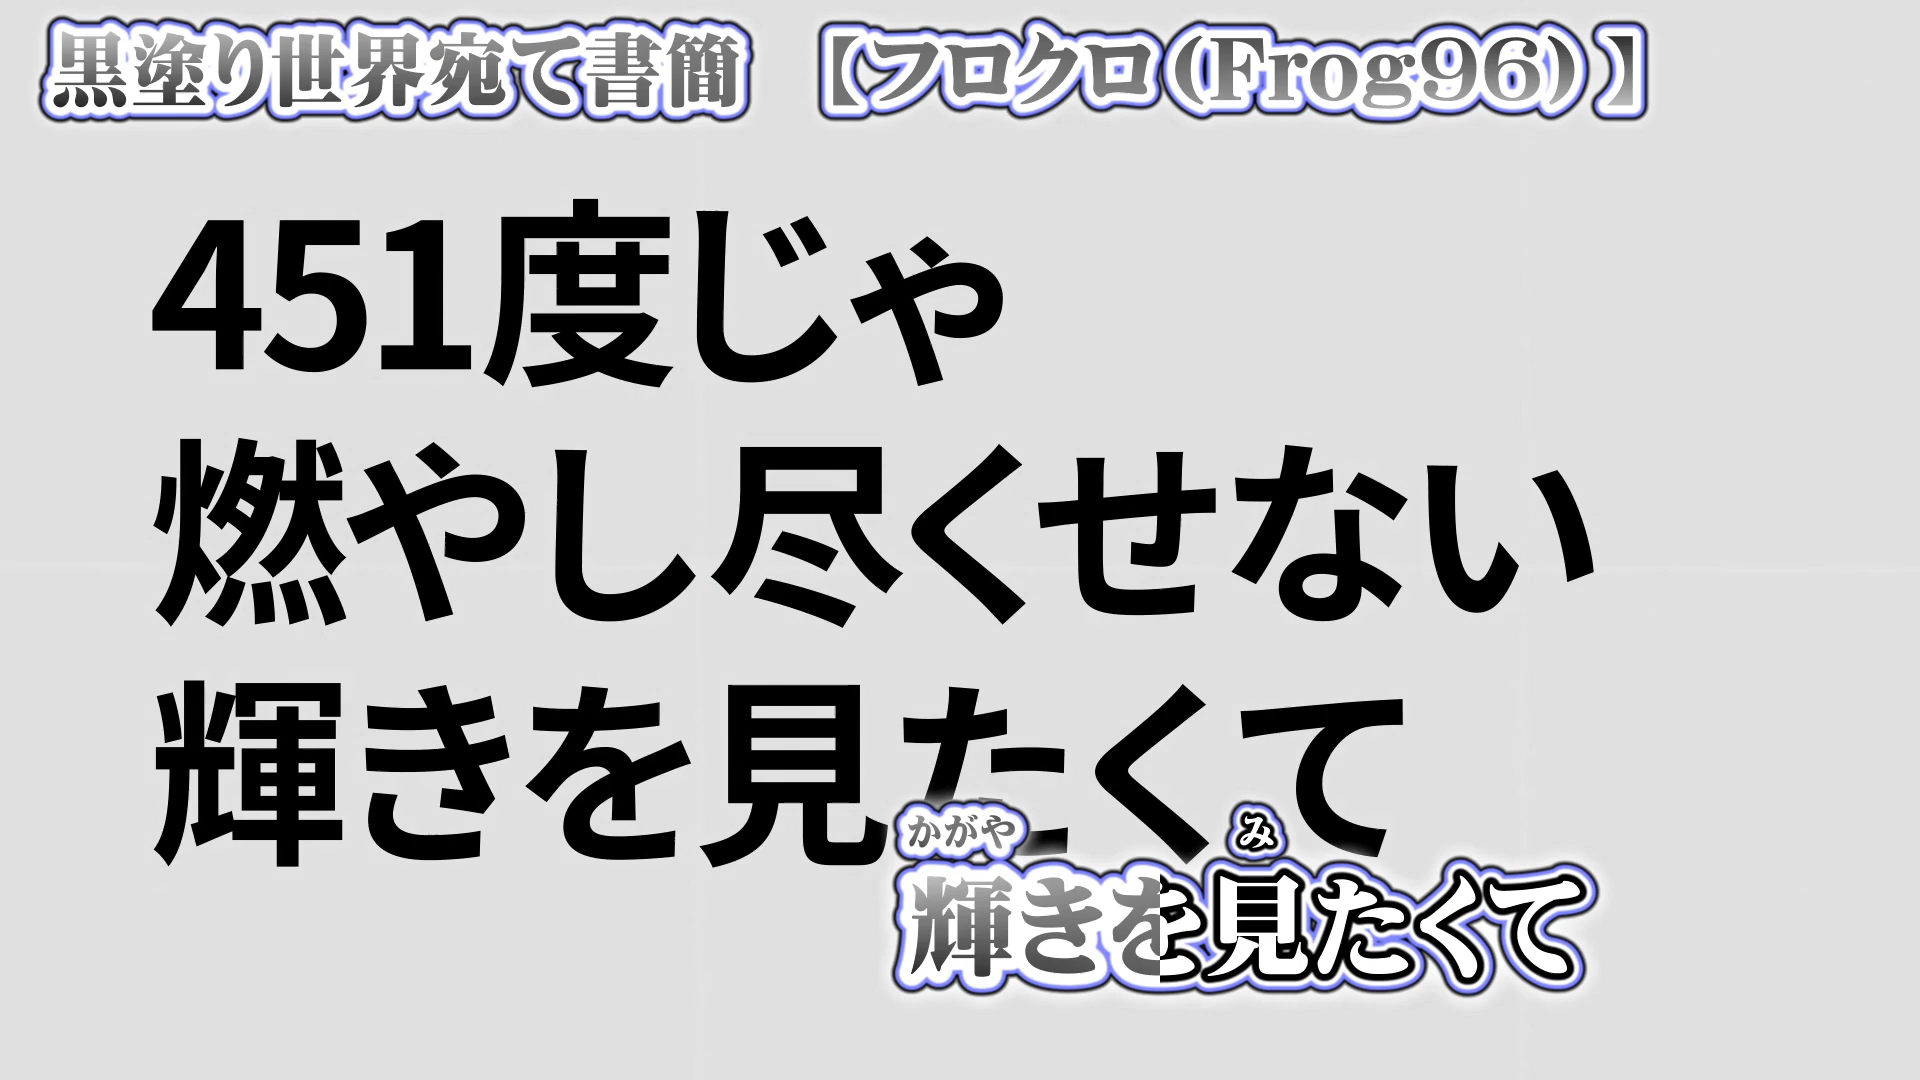 黒塗り世界宛て書簡 【フロクロ(Frog96)】
451度じゃ
燃やし尽くせない
輝きを見たくて
かがや み
輝きを見たくて